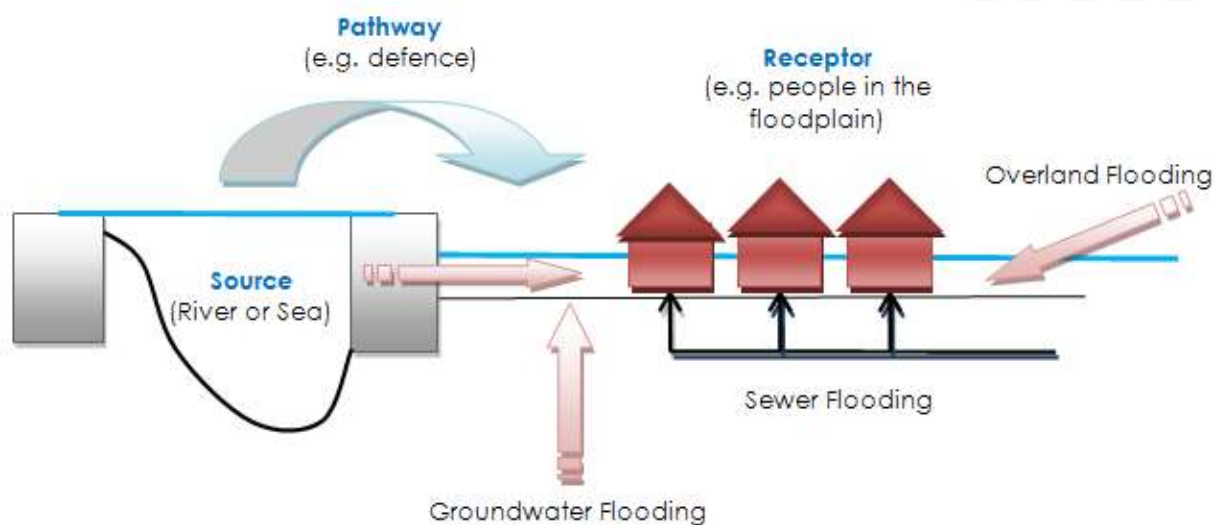 Pathway
(e.g. defence)
Receptor
(e.g. people in the
floodplain)
Overland Flooding
Source
(River or Sea)
Sewer Flooding
Groundwater Flooding